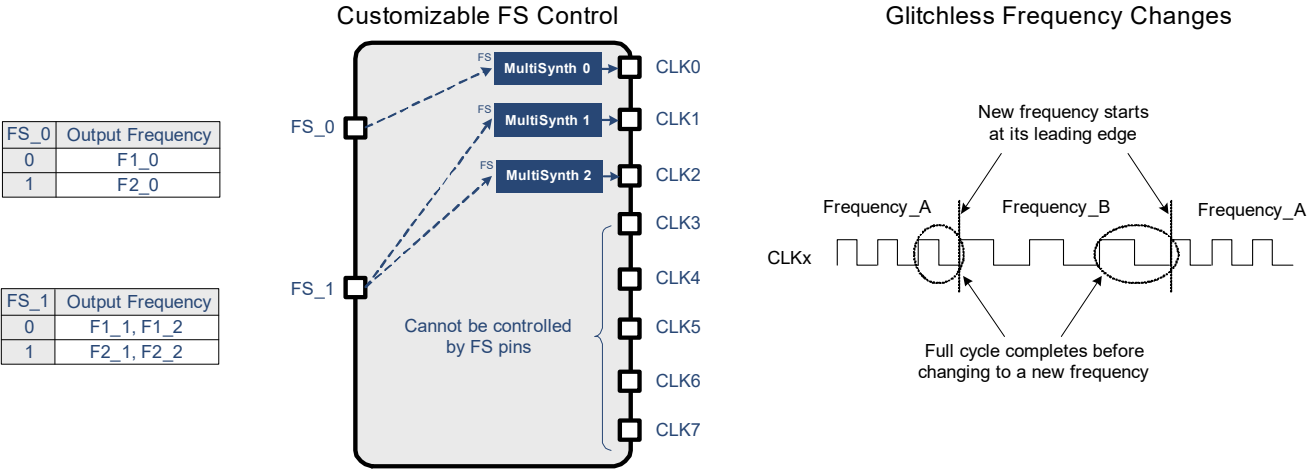 Customizable FS Control
Glitchless Frequency Changes
FS_0 Output Frequency
0 F1_0
1 F2_0
FS_1 Output Frequency
0 F1_1, F1_2
1 F2_1, F2_2
FS_0
FS_1
FS
MultiSynth 0
FS
MultiSynth 1
FS
MultiSynth 2
CLK0
CLK1
CLK2
CLK3
CLK4
CLK5
CLK6
CLK7
Cannot be controlled
by FS pins
New frequency starts
at its leading edge
Frequency_A
Frequency_B
Frequency_A
CLKx
Full cycle completes before
changing to a new frequency